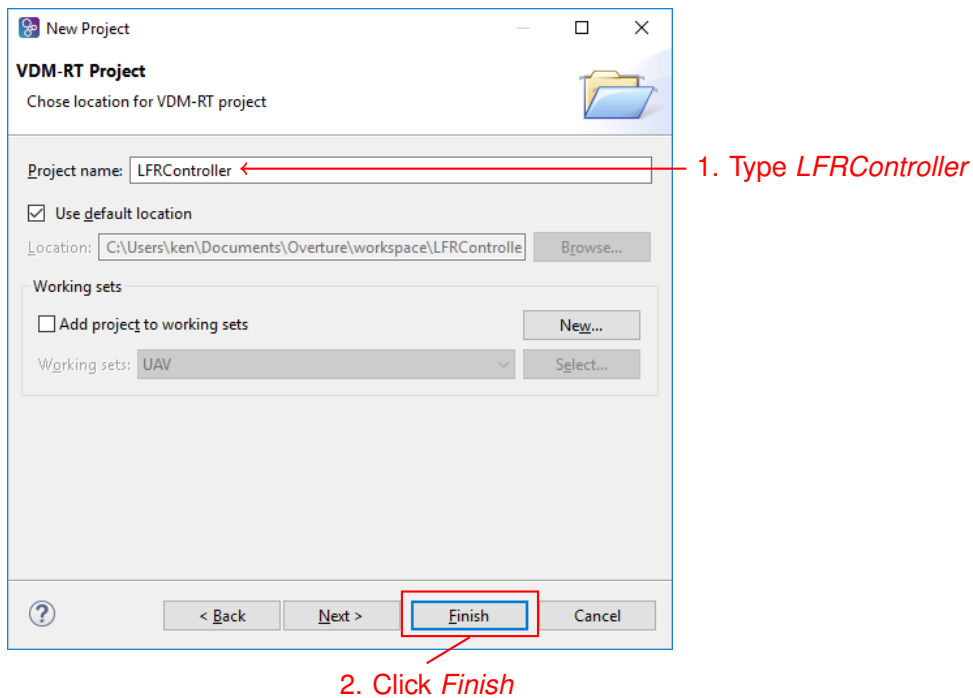 New Project
VDM-RT Project
Chose location for VDM-RT project
Project name: LFRController
1. Type LFRController
Use default location
Location: C:\Users\ken\Documents\Overture\workspace\LFRControlle Browse...
Working sets
Add project to working sets New...
Working sets: UAV Select...
? < Back Next > Finish Cancel
2. Click Finish